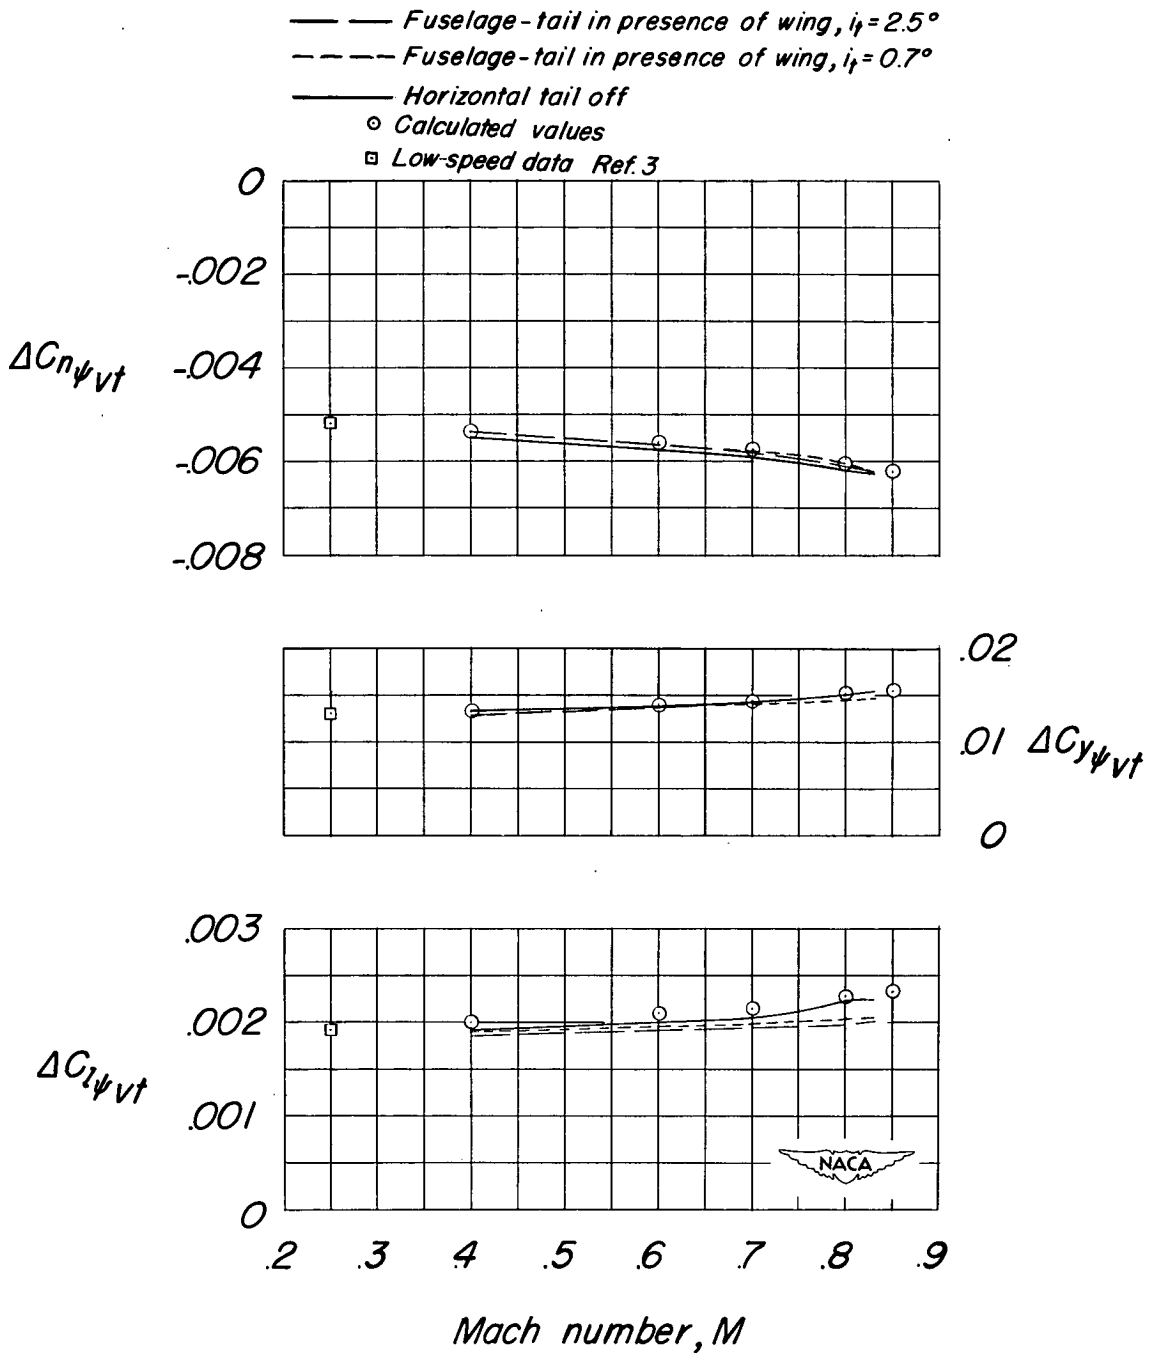 Fuselage-tail in presence of wing, iₜ = 2.5°
Fuselage-tail in presence of wing, iₜ = 0.7°
Horizontal tail off
Calculated values
Low-speed data Ref. 3
0
-.002
-.004
-.006
-.008
ΔCnψvt
.02
.01
0
ΔCyψvt
.003
.002
.001
0
ΔClψvt
NACA
.2 .3 .4 .5 .6 .7 .8 .9
Mach number, M